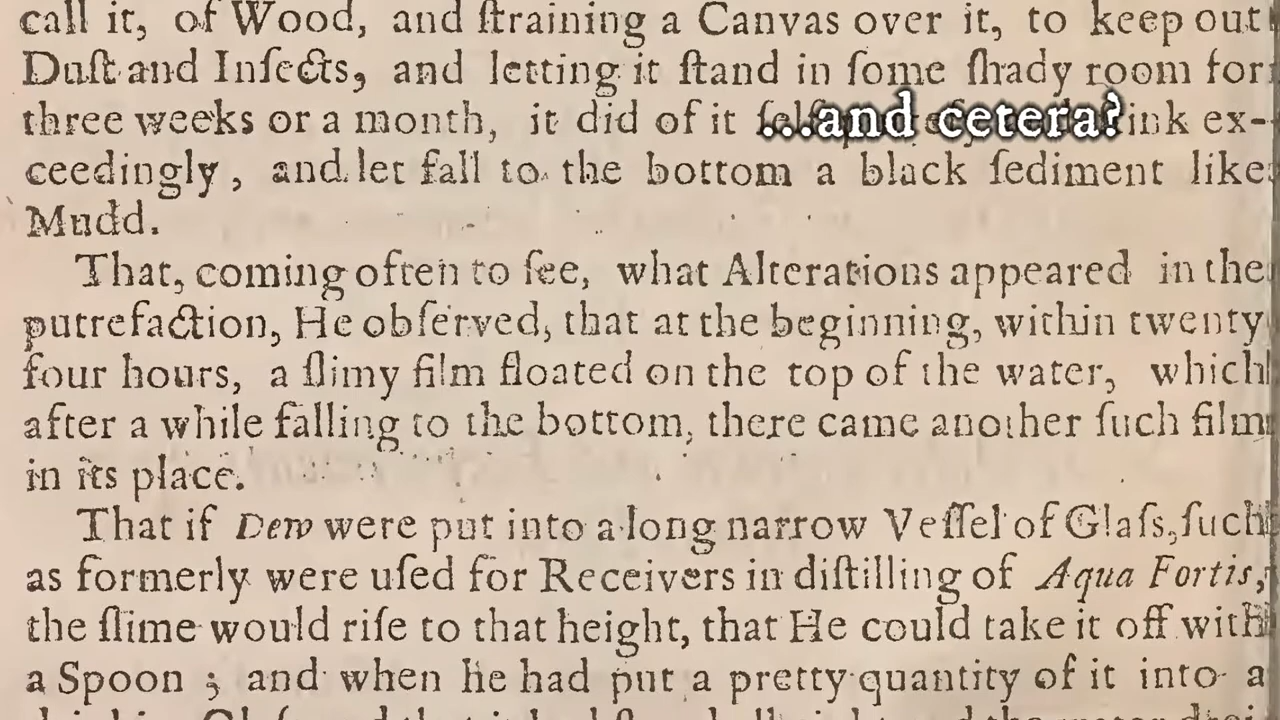 call it, of Wood, and ſtraining a Canvas over it, to keep out
Duſt and Inſects, and letting it ſtand in ſome ſhady room for
three weeks or a month, it did of it ink ex-
...and cetera?
ceedingly, and let fall to the bottom a black ſediment like
Mudd.
That, coming often to ſee, what Alterations appeared in the
putrefaction, He obſerved, that at the beginning, within twenty
four hours, a ſlimy film floated on the top of the water, which
after a while falling to the bottom, there came another ſuch film
in its place.
That if Dew were put into a long narrow Veſſel of Glaſs, ſuch
as formerly were uſed for Receivers in diſtilling of Aqua Fortis,
the ſlime would riſe to that height, that He could take it off with
a Spoon ; and when he had put a pretty quantity of it into a